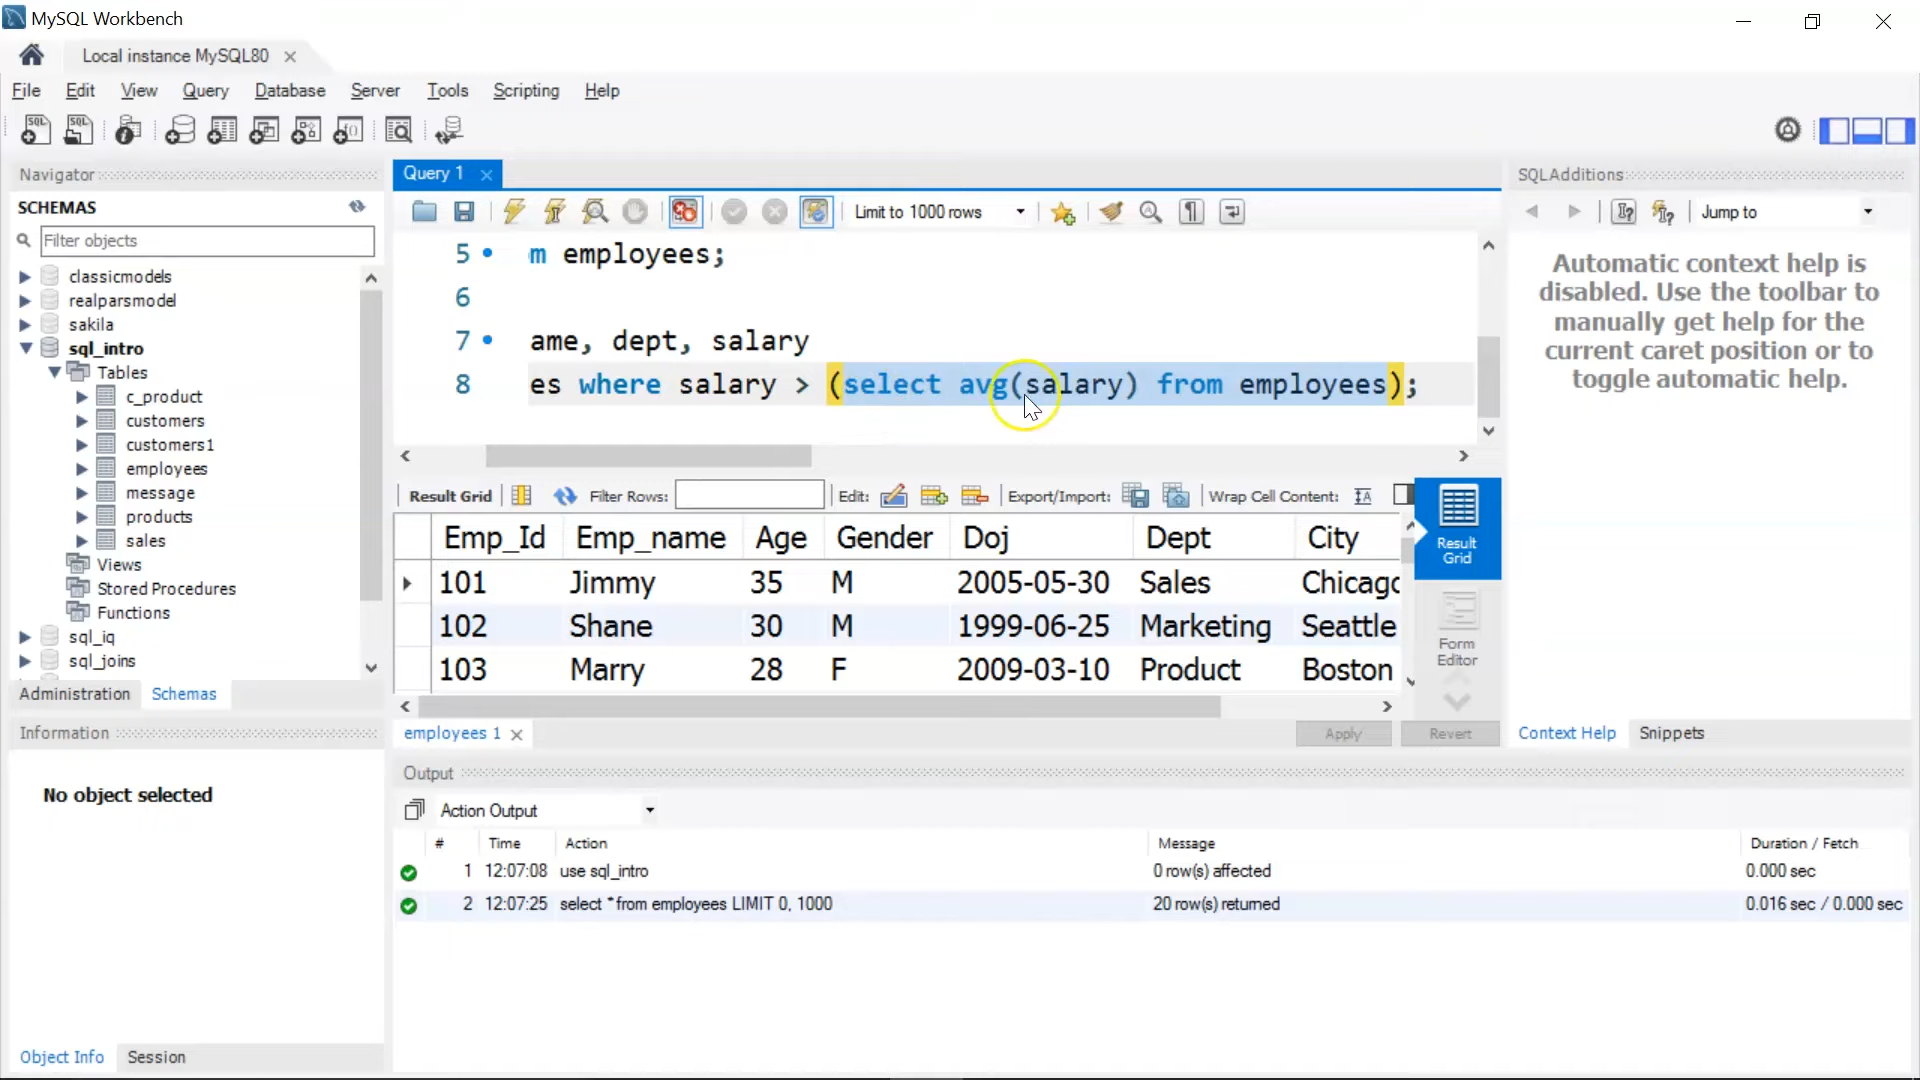 MySQL Workbench
Local instance MySQL80
File Edit View Query Database Server Tools Scripting Help
Navigator
SCHEMAS
Filter objects
classicmodels
realparsmodel
sakila
sql_intro
Tables
c_product
customers
customers1
employees
message
products
sales
Views
Stored Procedures
Functions
sql_iq
sql_joins
Administration Schemas
Information
No object selected
Object Info Session
Query 1
Limit to 1000 rows
5 m employees;
6
7 ame, dept, salary
8 es where salary > (select avg(salary) from employees);
Result Grid Filter Rows: Edit: Export/Import: Wrap Cell Content:
Emp_Id Emp_name Age Gender Doj Dept City
101 Jimmy 35 M 2005-05-30 Sales Chicago
102 Shane 30 M 1999-06-25 Marketing Seattle
103 Marry 28 F 2009-03-10 Product Boston
Result
Grid
Form
Editor
employees 1 Apply Revert
SQLAdditions
Jump to
Automatic context help is
disabled. Use the toolbar to
manually get help for the
current caret position or to
toggle automatic help.
Context Help Snippets
Output
Action Output
# Time Action Message Duration / Fetch
1 12:07:08 use sql_intro 0 row(s) affected 0.000 sec
2 12:07:25 select * from employees LIMIT 0, 1000 20 row(s) returned 0.016 sec / 0.000 sec